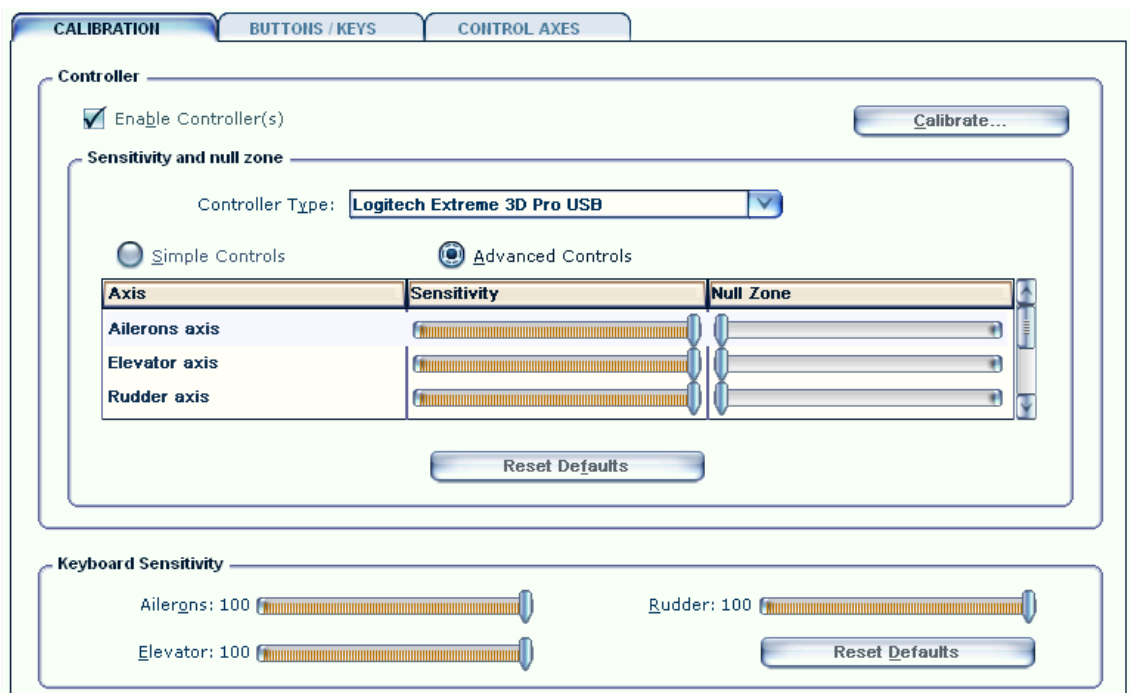 CALIBRATION BUTTONS / KEYS CONTROL AXES
Controller
Enable Controller(s) Calibrate...
Sensitivity and null zone
Controller Type: Logitech Extreme 3D Pro USB
Simple Controls Advanced Controls
Axis Sensitivity Null Zone
Ailerons axis
Elevator axis
Rudder axis
Reset Defaults
Keyboard Sensitivity
Ailerons: 100 Rudder: 100
Elevator: 100 Reset Defaults